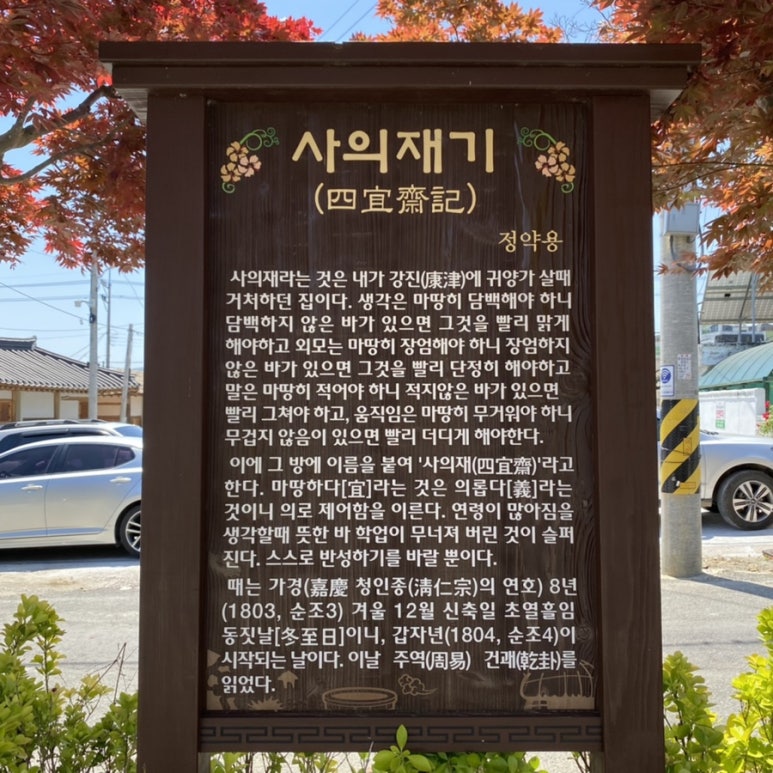 사의재기
(四宜齋記)
정약용
사의재라는 것은 내가 강진(康津)에 귀양가 살때
거처하던 집이다. 생각은 마땅히 담백해야 하니
담백하지 않은 바가 있으면 그것을 빨리 맑게
해야하고 외모는 마땅히 장엄해야 하니 장엄하지
않은 바가 있으면 그것을 빨리 단정히 해야하고
말은 마땅히 적어야 하니 적지않은 바가 있으면
빨리 그쳐야 하고, 움직임은 마땅히 무거워야 하니
무겁지 않음이 있으면 빨리 더디게 해야한다.
이에 그 방에 이름을 붙여 '사의재(四宜齋)'라고
한다. 마땅하다[宜]라는 것은 의롭다[義]라는
것이니 의로 제어함을 이른다. 연령이 많아짐을
생각할때 뜻한 바 학업이 무너져 버린 것이 슬퍼
진다. 스스로 반성하기를 바랄 뿐이다.
때는 가경(嘉慶 청인종(淸仁宗)의 연호) 8년
(1803, 순조3) 겨울 12월 신축일 초열흘임
동짓날[冬至日]이니, 갑자년(1804, 순조4)이
시작되는 날이다. 이날 주역(周易) 건괘(乾卦)를
읽었다.